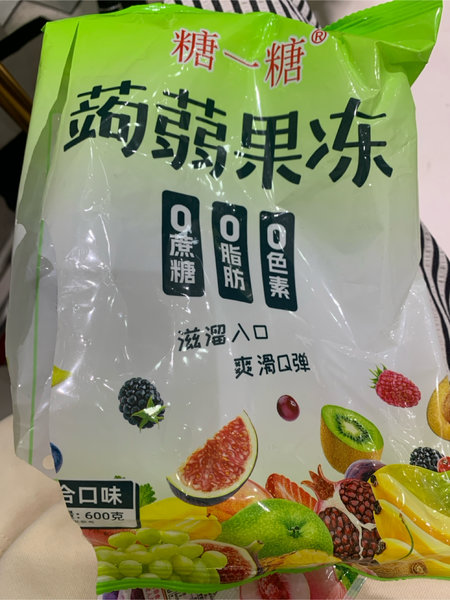 糖一糖®
蒟蒻果冻
0蔗糖
0脂肪
0色素
滋溜入口
爽滑Q弹
合口味
量:600克